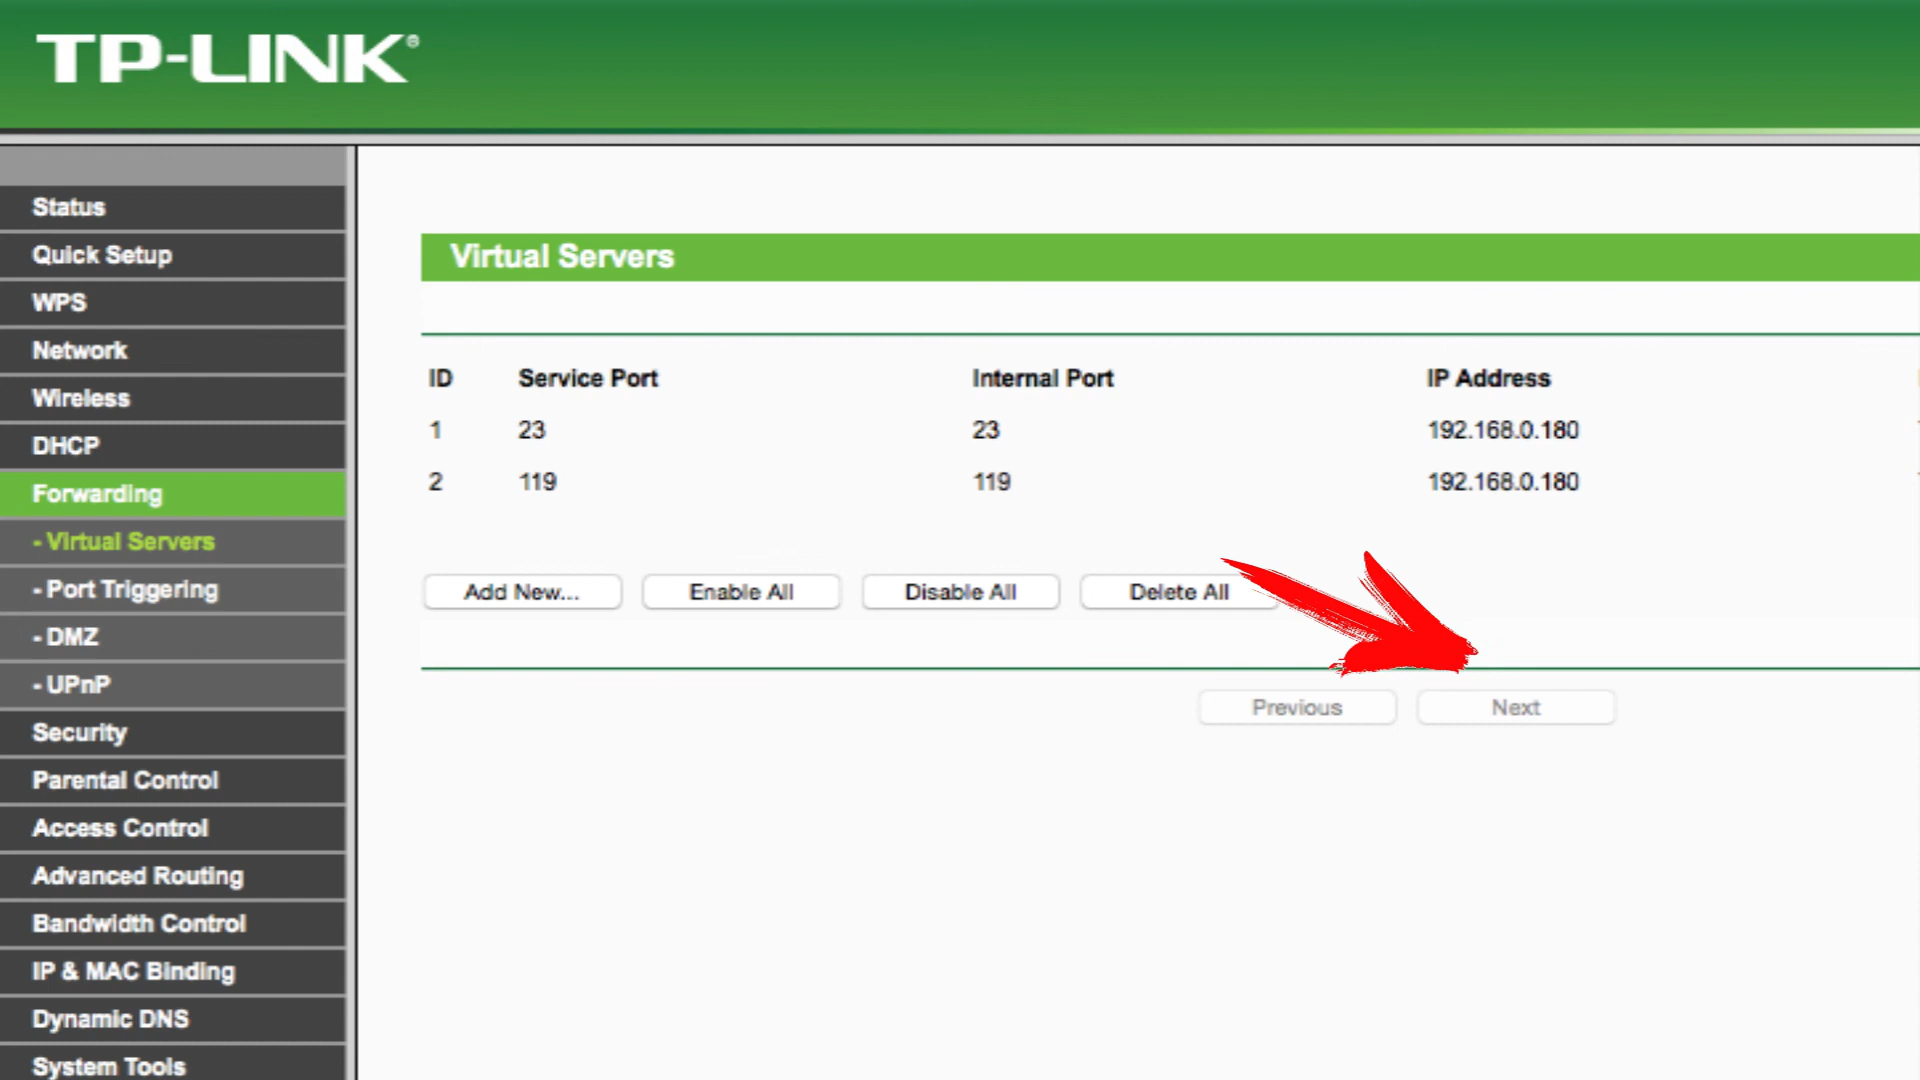 TP-LINK®
Status
Quick Setup
WPS
Network
Wireless
DHCP
Forwarding
- Virtual Servers
- Port Triggering
- DMZ
- UPnP
Security
Parental Control
Access Control
Advanced Routing
Bandwidth Control
IP & MAC Binding
Dynamic DNS
System Tools
Virtual Servers
ID Service Port Internal Port IP Address
1 23 23 192.168.0.180
2 119 119 192.168.0.180
Add New... Enable All Disable All Delete All
Previous Next